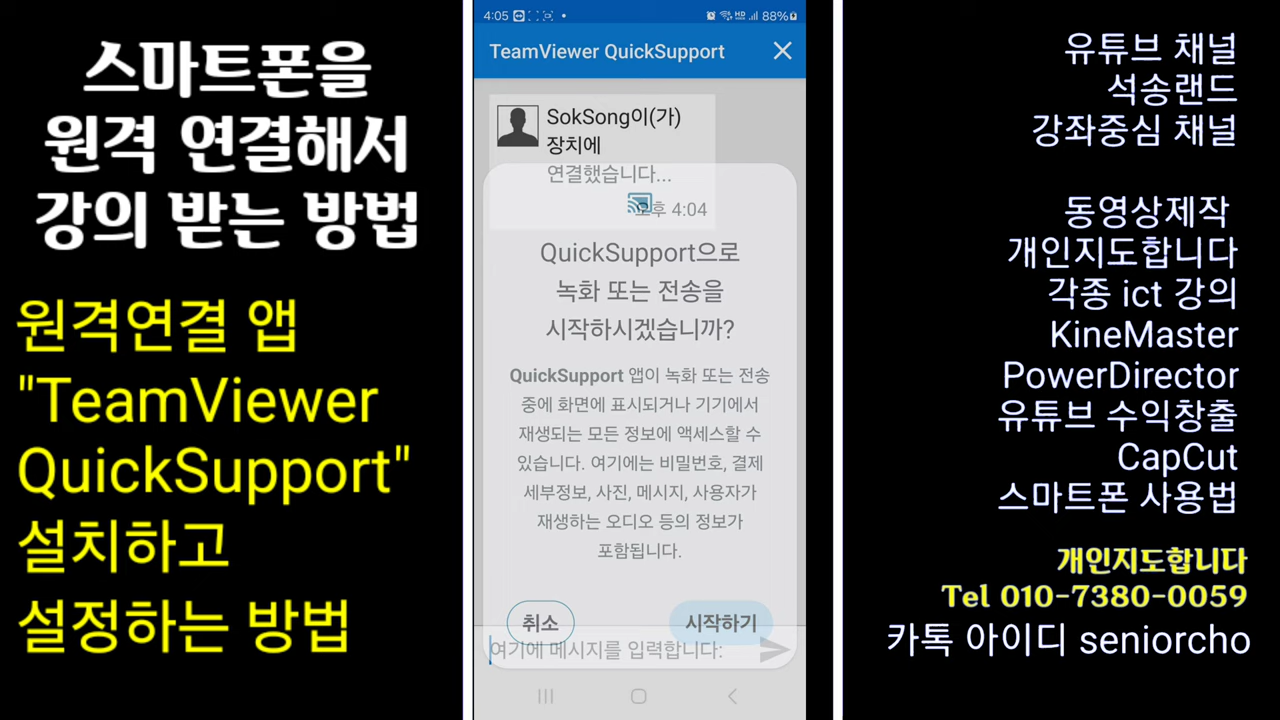 스마트폰을
원격 연결해서
강의 받는 방법
원격연결 앱
"TeamViewer
QuickSupport"
설치하고
설정하는 방법
4:05
HD
88%
TeamViewer QuickSupport
SokSong이(가)
장치에
연결했습니다...
오후 4:04
QuickSupport으로
녹화 또는 전송을
시작하시겠습니까?
QuickSupport 앱이 녹화 또는 전송
중에 화면에 표시되거나 기기에서
재생되는 모든 정보에 액세스할 수
있습니다. 여기에는 비밀번호, 결제
세부정보, 사진, 메시지, 사용자가
재생하는 오디오 등의 정보가
포함됩니다.
취소
시작하기
여기에 메시지를 입력합니다:
유튜브 채널
석송랜드
강좌중심 채널
동영상제작
개인지도합니다
각종 ict 강의
KineMaster
PowerDirector
유튜브 수익창출
CapCut
스마트폰 사용법
개인지도합니다
Tel 010-7380-0059
카톡 아이디 seniorcho